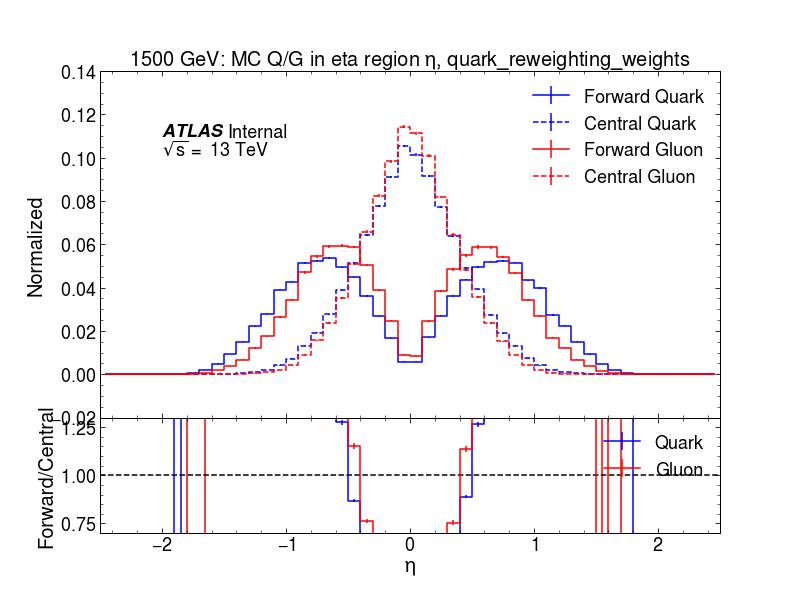 1500 GeV: MC Q/G in eta region η, quark_reweighting_weights
0.14
0.12
0.10
0.08
0.06
0.04
0.02
0.00
0.02
Normalized
ATLAS Internal
√s = 13 TeV
Forward Quark
Central Quark
Forward Gluon
Central Gluon
1.25
1.00
0.75
Forward/Central
Quark
Gluon
−2 −1 0 1 2
η